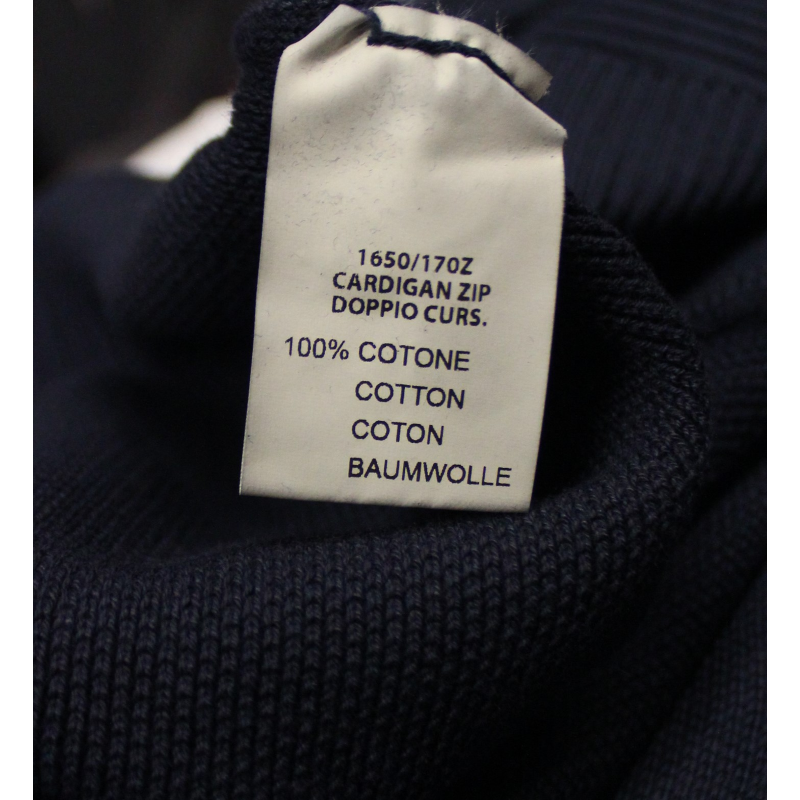 1650/170Z
CARDIGAN ZIP
DOPPIO CURS.
100% COTONE
COTTON
COTON
BAUMWOLLE